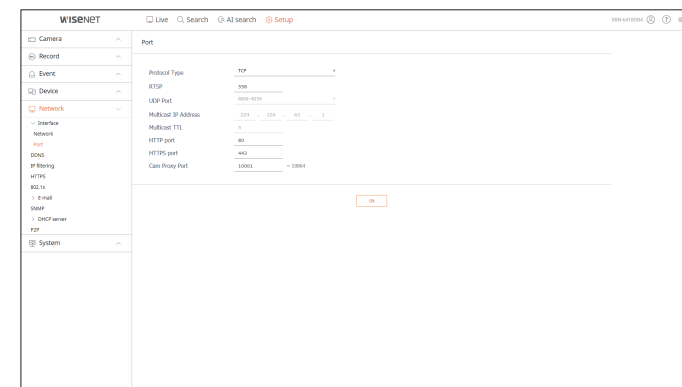 WISENET
Live Search AI search Setup
Camera
Port
Record
Event
Device
Network
Interface
Network
Port
DDNS
IP filtering
HTTPS
802.1x
E-mail
SNMP
DHCP server
P2P
System
Protocol Type TCP
RTSP 558
UDP Port
Multicast IP Address 224 . 126 . 63 . 1
Multicast TTL 5
HTTP port 80
HTTPS port 443
Cam Proxy Port 10001 ~ 10064
Ok